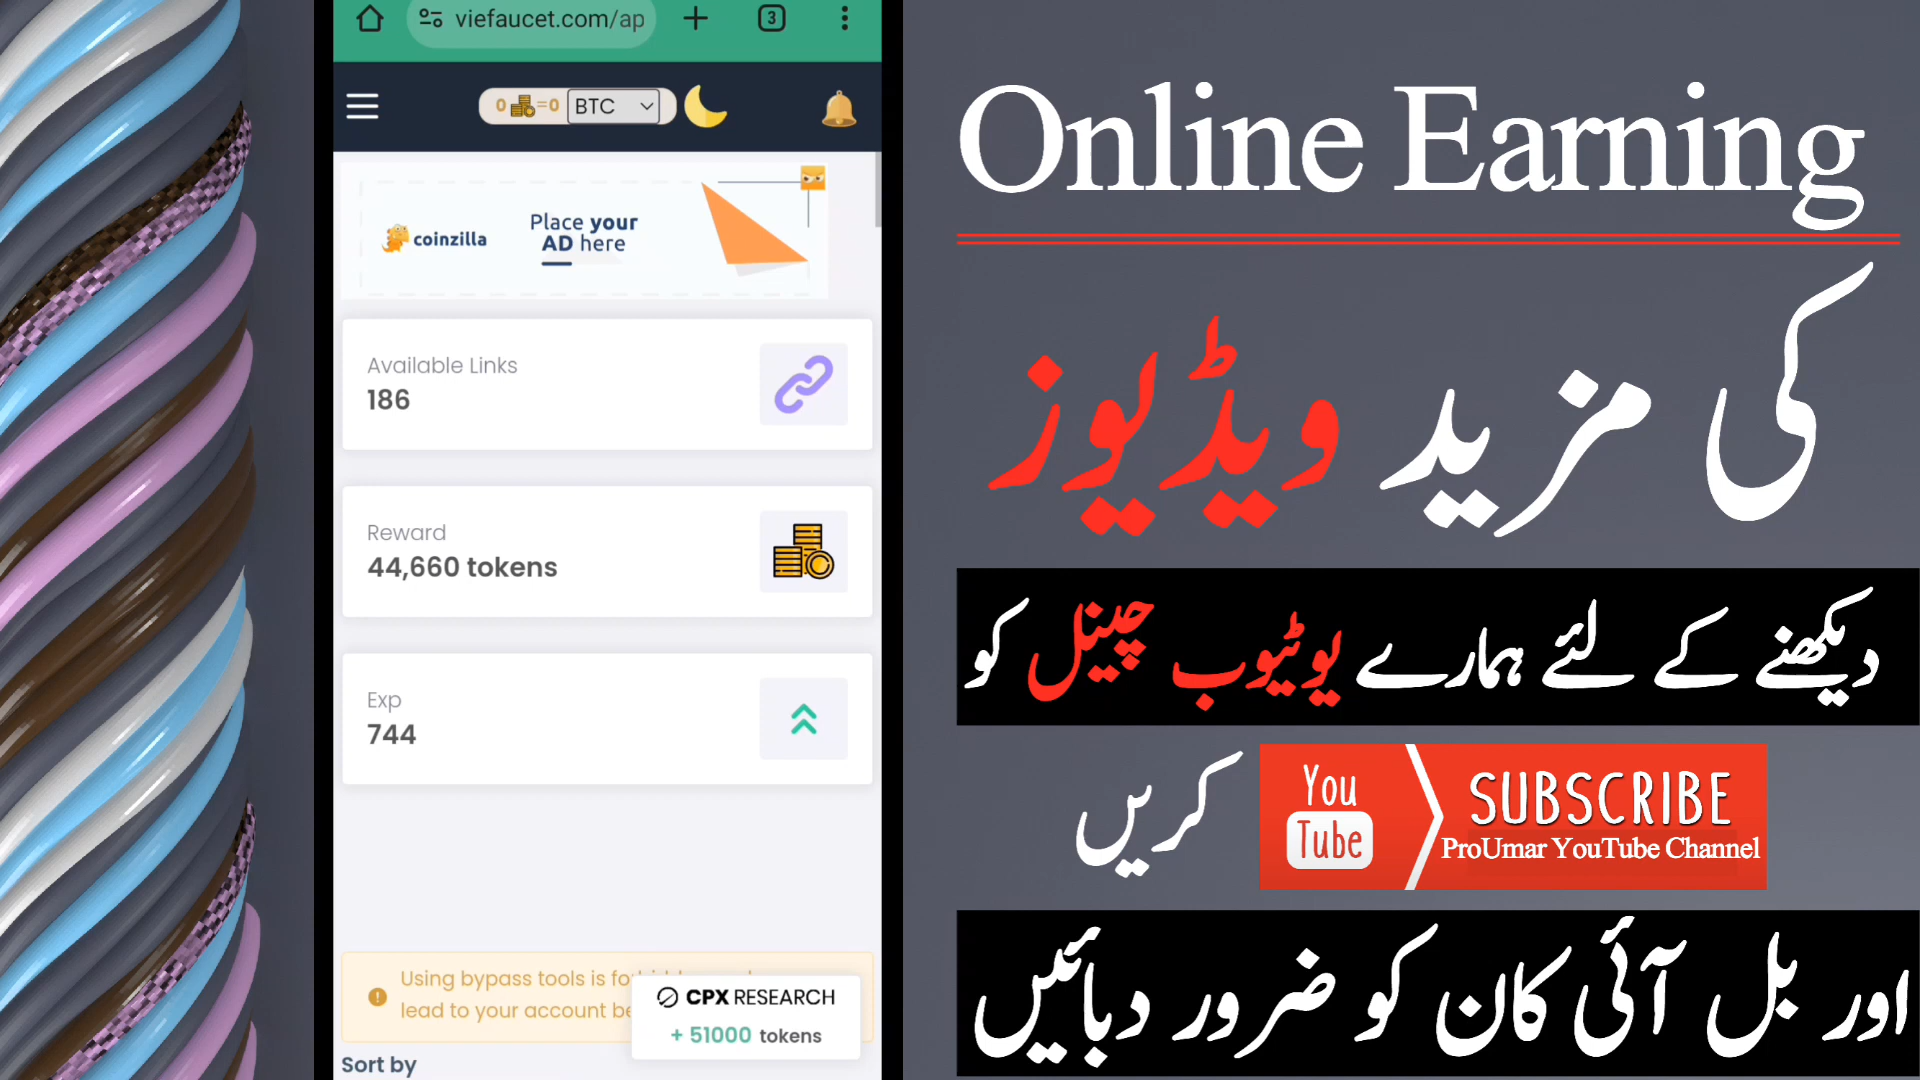 viefaucet.com/ap
3
0 =0 BTC
coinzilla
Place your
AD here
Available Links
186
Reward
44,660 tokens
Exp
744
Using bypass tools is
lead to your account
CPX RESEARCH
+ 51000 tokens
Sort by
Online Earning
کی مزید ویڈیوز
دیکھنے کے لئے ہمارے یوٹیوب چینل کو
کریں
You
Tube
SUBSCRIBE
ProUmar YouTube Channel
اور بل آئی کان کو ضرور دبائیں